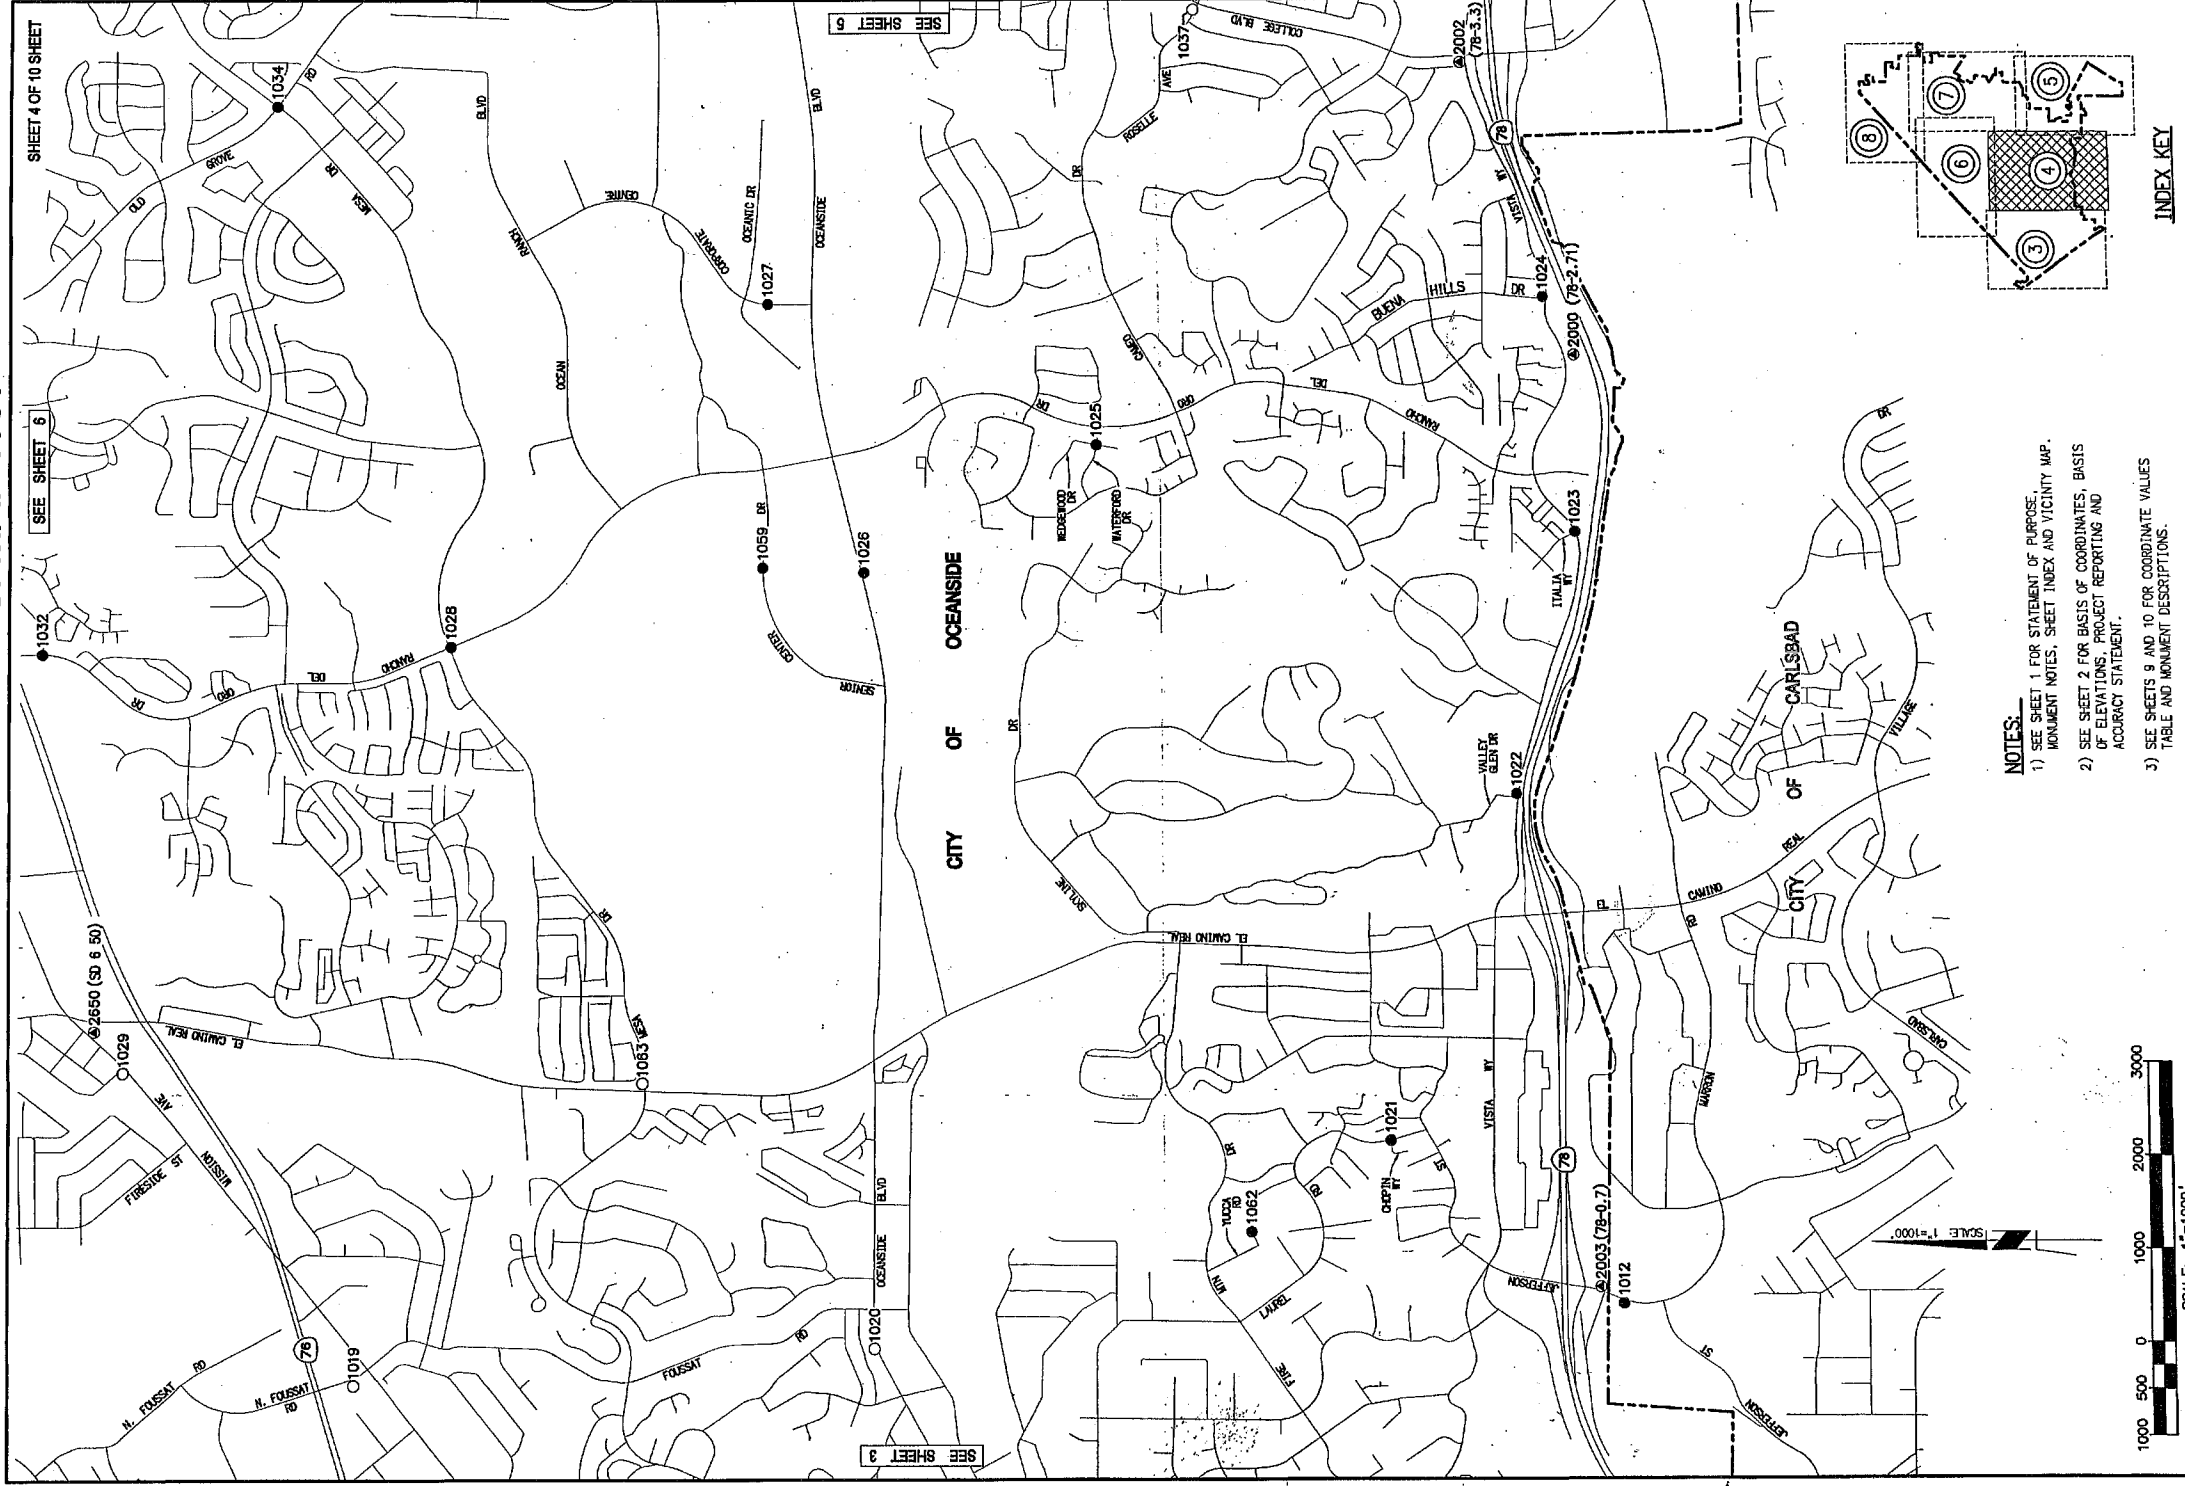 SHEET 4 OF 10 SHEET
SEE SHEET 6
SEE SHEET 5
SEE SHEET 3
1032
1034
OLD
GROVE
RD
MESA
DR
BLVD
RANCH
OCEAN
CENTRE
CORPORATE
OCEANIC DR
BLVD
OCEANSIDE
1027
1028
DR
ORO
DEL
RANCHO
1059
DR
CENTER
SENIOR
1026
2650 (SD 6 50)
1029
EL CAMINO REAL
AVE
MISSION
FIRESIDE ST
76
1019
N. FOUSSAT
RD
N. FOUSSAT
RD
FOUSSAT
RD
1063
MESA
DR
OCEANSIDE
BLVD
1020
CITY OF OCEANSIDE
1037
COLLEGE BLVD
AVE
ROSELLE
DR
CAMEO
2002
(78-3.3)
78
VISTA
WY
1024
2000 (78-2.71)
BUENA
HILLS
DR
DR
ORO
DEL
RANCHO
1025
WEDGEWOOD
DR
WATERFORD
DR
1023
ITALIA
WY
DR
SKYLINE
EL CAMINO REAL
VALLEY
GLEN DR
1022
VISTA
WY
1021
CHOPIN
WY
ST
YUCCA
RD
1062
DR
MTN
FIRE
LAUREL
RD
JEFFERSON
2003 (78-0.7)
1012
78
ST
JEFFERSON
EL
CAMINO
REAL
RD
MARRON
CITY OF CARLSBAD
CARLSBAD
VILLAGE
DR
NOTES:
1) SEE SHEET 1 FOR STATEMENT OF PURPOSE,
MONUMENT NOTES, SHEET INDEX AND VICINITY MAP.
2) SEE SHEET 2 FOR BASIS OF COORDINATES, BASIS
OF ELEVATIONS, PROJECT REPORTING AND
ACCURACY STATEMENT.
3) SEE SHEETS 9 AND 10 FOR COORDINATE VALUES
TABLE AND MONUMENT DESCRIPTIONS.
8
7
6
5
4
3
INDEX KEY
SCALE: 1"=1000'
1000 500 0 1000 2000 3000